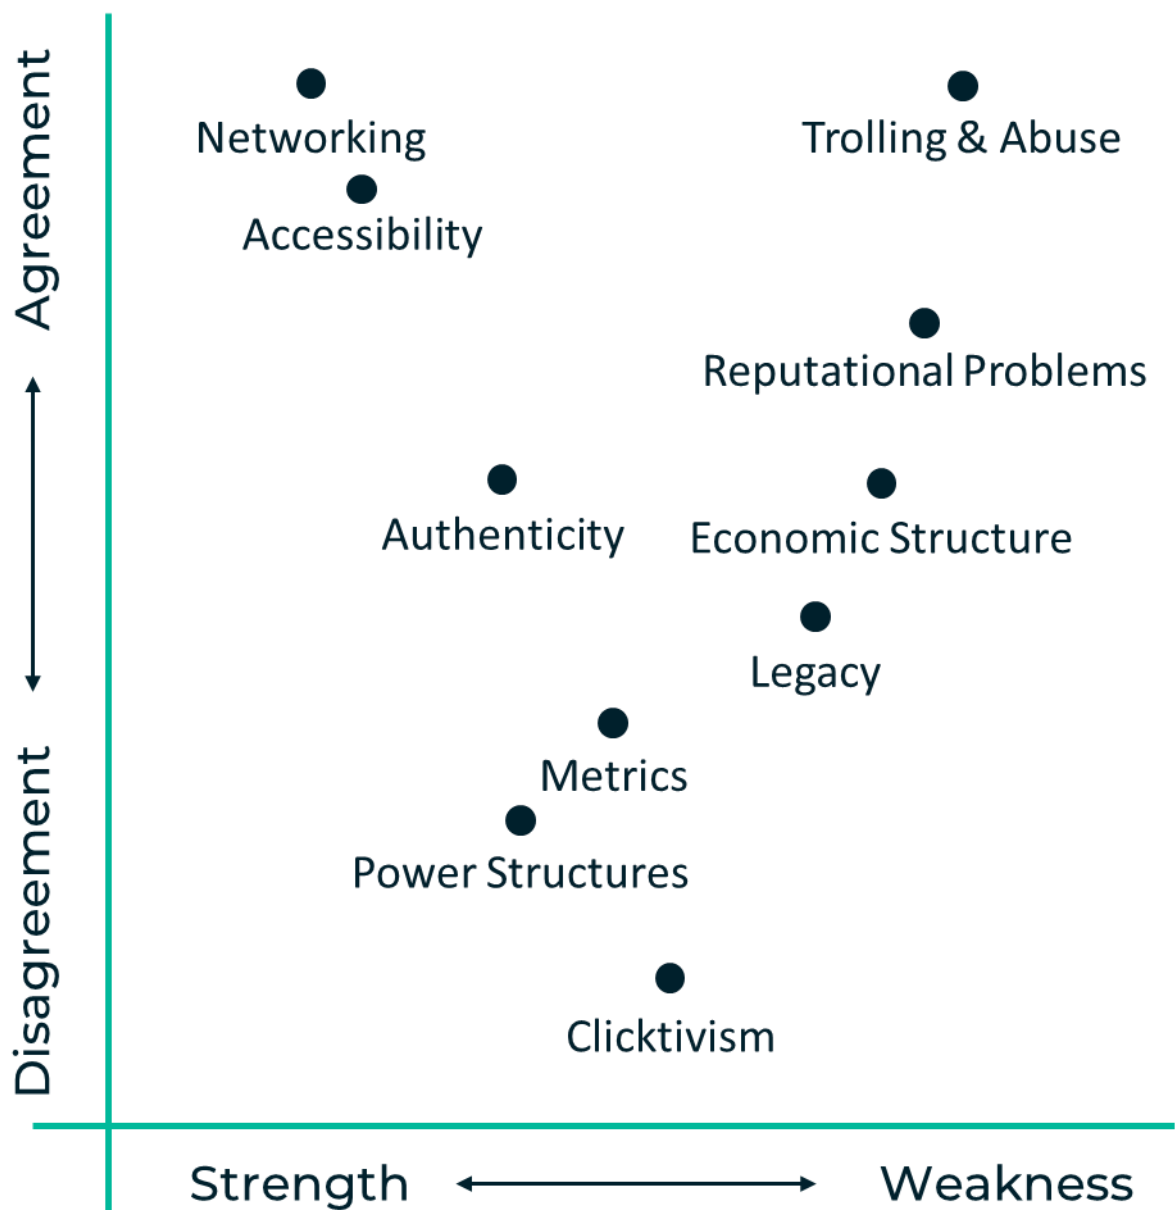 Agreement
Disagreement
Networking
Trolling & Abuse
Accessibility
Reputational Problems
Authenticity
Economic Structure
Legacy
Metrics
Power Structures
Clicktivism
Strength
Weakness